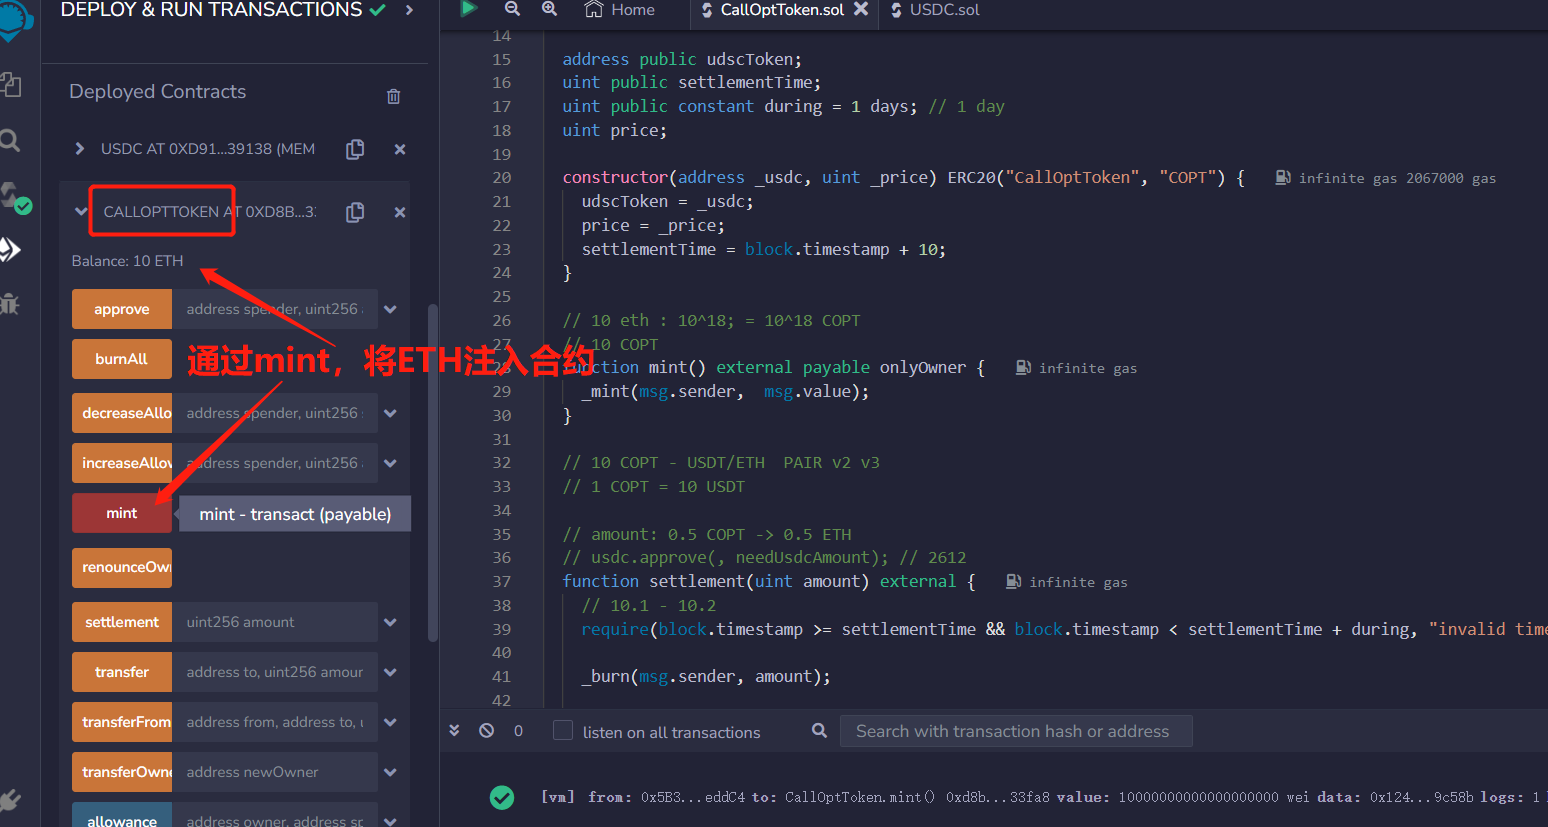 DEPLOY & RUN TRANSACTIONS
Deployed Contracts
USDC AT 0XD91...39138 (MEM
CALLOPTTOKEN AT 0XD8B...33
Balance: 10 ETH
approve address spender, uint256
burnAll
通过mint，将ETH注入合约
decreaseAllo address spender, uint256
increaseAllov address spender, uint256
mint
mint - transact (payable)
renounceOwn
settlement uint256 amount
transfer address to, uint256 amour
transferFrom address from, address to, u
transferOwne address newOwner
allowance address owner, address sp
Home
CallOptToken.sol
USDC.sol
14
15 address public udscToken;
16 uint public settlementTime;
17 uint public constant during = 1 days; // 1 day
18 uint price;
19
20 constructor(address _usdc, uint _price) ERC20("CallOptToken", "COPT") { infinite gas 2067000 gas
21 udscToken = _usdc;
22 price = _price;
23 settlementTime = block.timestamp + 10;
24 }
25
26 // 10 eth : 10^18; = 10^18 COPT
27 // 10 COPT
28 function mint() external payable onlyOwner { infinite gas
29 _mint(msg.sender, msg.value);
30 }
31
32 // 10 COPT - USDT/ETH PAIR v2 v3
33 // 1 COPT = 10 USDT
34
35 // amount: 0.5 COPT -> 0.5 ETH
36 // usdc.approve(, needUsdcAmount); // 2612
37 function settlement(uint amount) external { infinite gas
38 // 10.1 - 10.2
39 require(block.timestamp >= settlementTime && block.timestamp < settlementTime + during, "invalid time
40
41 _burn(msg.sender, amount);
42
0 listen on all transactions Search with transaction hash or address
[vm] from: 0x5B3...eddC4 to: CallOptToken.mint() 0xd8b...33fa8 value: 10000000000000000000 wei data: 0x124...9c58b logs: 1